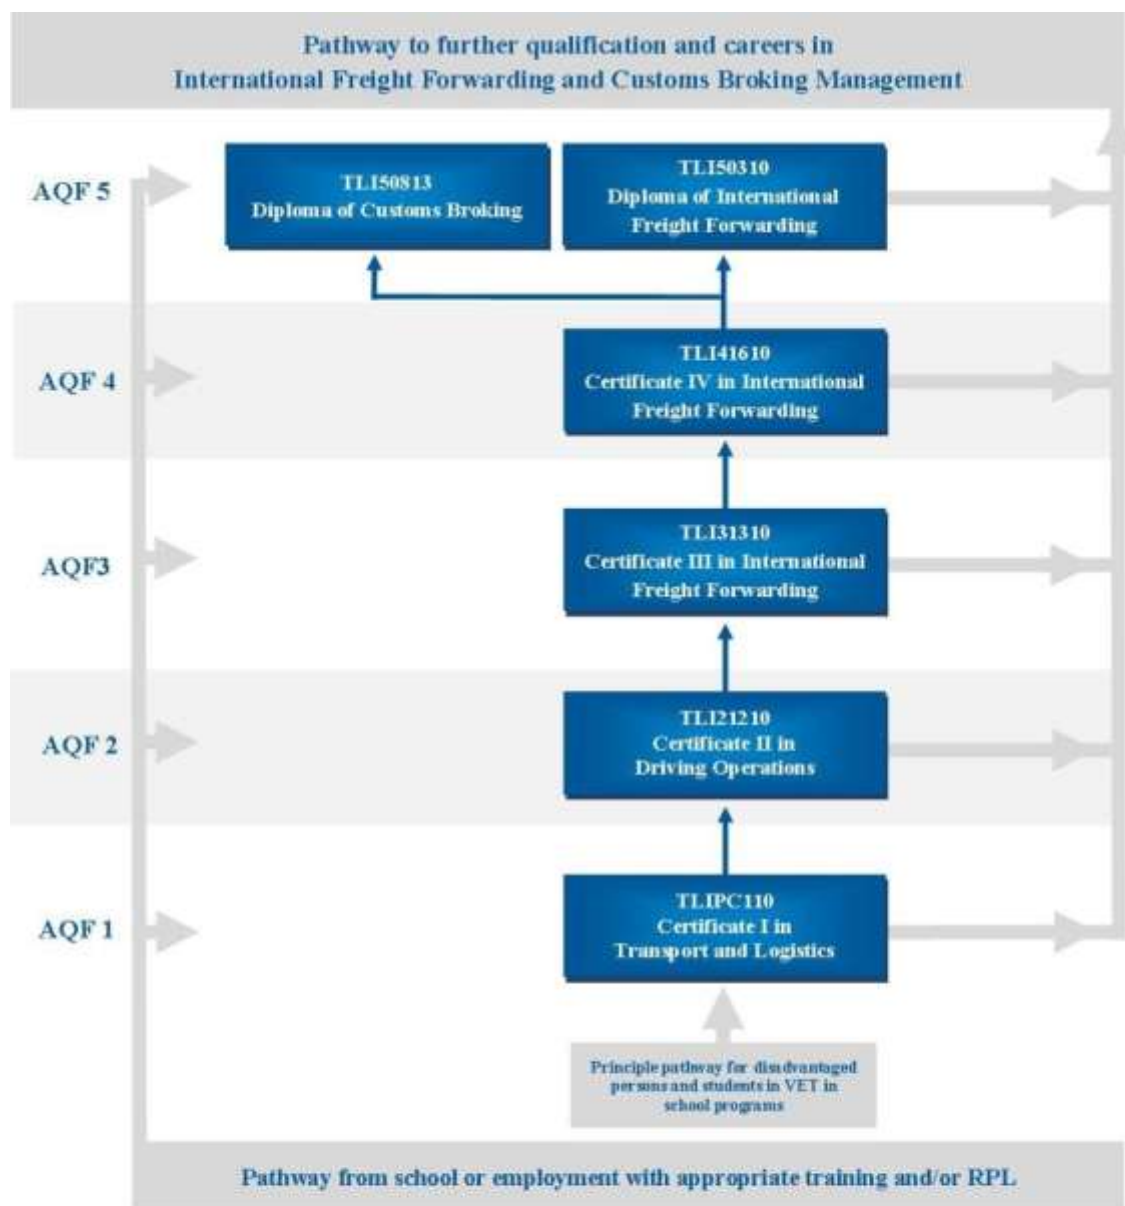 Pathway to further qualification and careers in
International Freight Forwarding and Customs Broking Management
AQF 5
TLI50813
Diploma of Customs Broking
TLI50310
Diploma of International
Freight Forwarding
AQF 4
TLI41610
Certificate IV in International
Freight Forwarding
AQF3
TLI31310
Certificate III in International
Freight Forwarding
AQF 2
TLI21210
Certificate II in
Driving Operations
AQF 1
TLIPC110
Certificate I in
Transport and Logistics
Principle pathway for disadvantaged
persons and students in VET in
school programs
Pathway from school or employment with appropriate training and/or RPL